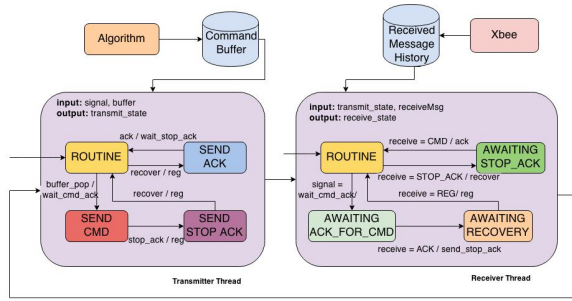 Algorithm
Command
Buffer
Received
Message
History
Xbee
input: signal, buffer
output: transmit_state
ack / wait_stop_ack
ROUTINE
SEND
ACK
recover / reg
buffer_pop /
wait_cmd_ack
recover / reg
SEND
CMD
SEND
STOP ACK
stop_ack / reg
Transmitter Thread
input: transmit_state, receiveMsg
output: receive_state
receive = CMD / ack
ROUTINE
AWAITING
STOP_ACK
receive = STOP_ACK / recover
signal =
wait_cmd_ack/
receive = REG/ reg
AWAITING
ACK_FOR_CMD
AWAITING
RECOVERY
receive = ACK / send_stop_ack
Receiver Thread